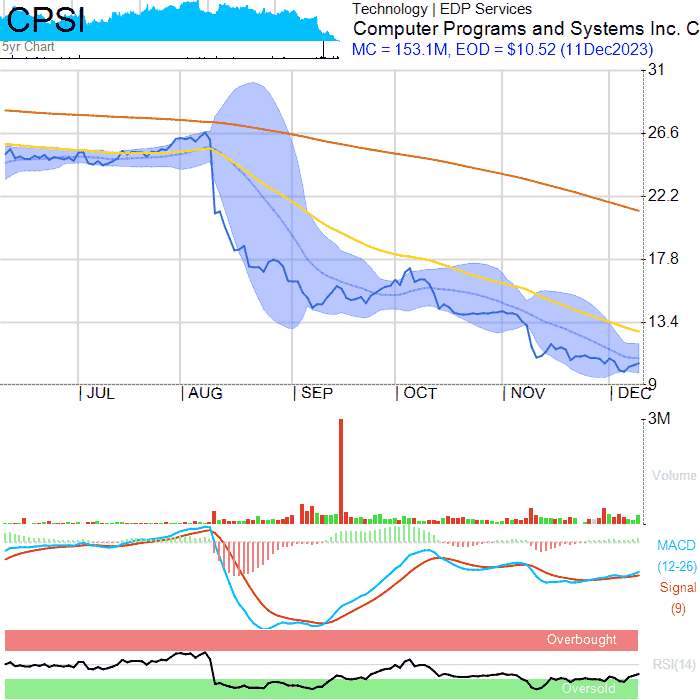 CPSI
5yr Chart
Technology | EDP Services
Computer Programs and Systems Inc. C
MC = 153.1M, EOD = $10.52 (11Dec2023)
31
26.6
22.2
17.8
13.4
9
| JUL
| AUG
| SEP
| OCT
| NOV
| DEC
3M
Volume
MACD
(12-26)
Signal
(9)
Overbought
RSI(14)
Oversold